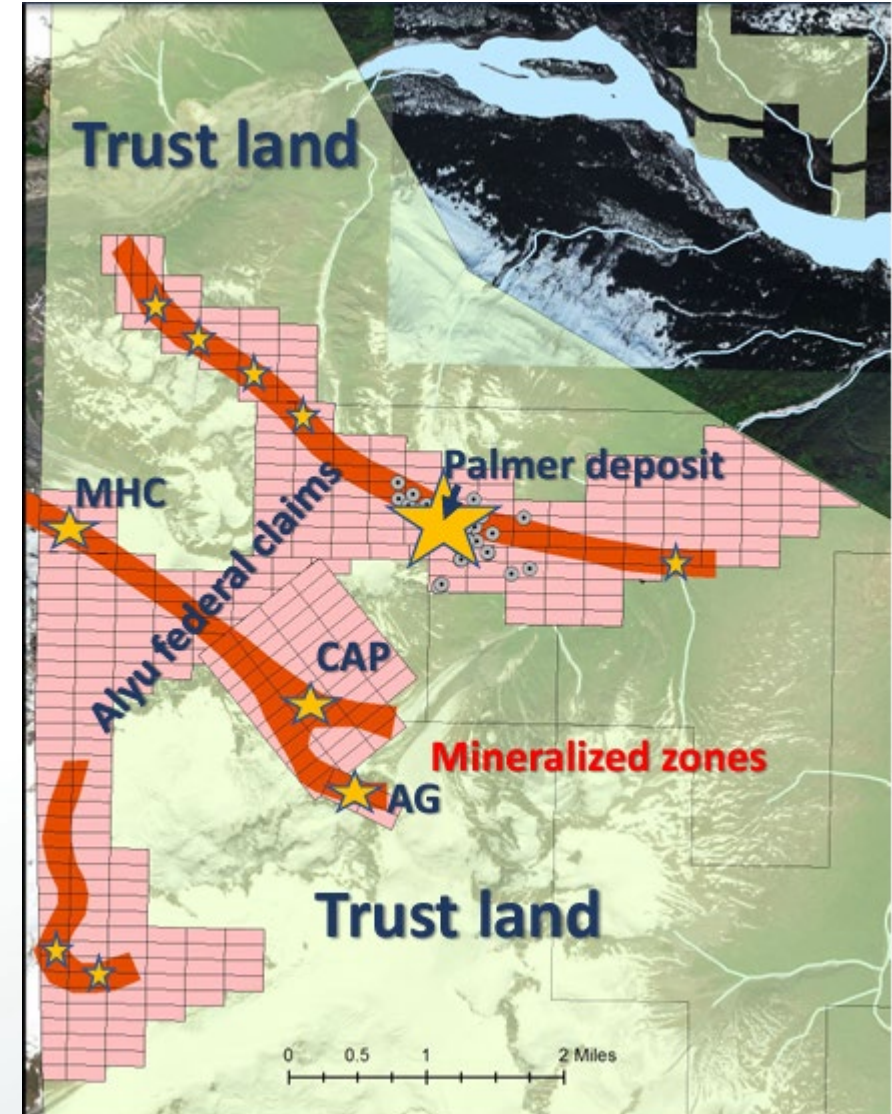 Trust land
Palmer deposit
MHC
Alyu federal claims
CAP
Mineralized zones
AG
Trust land
0 0.5 1 2 Miles